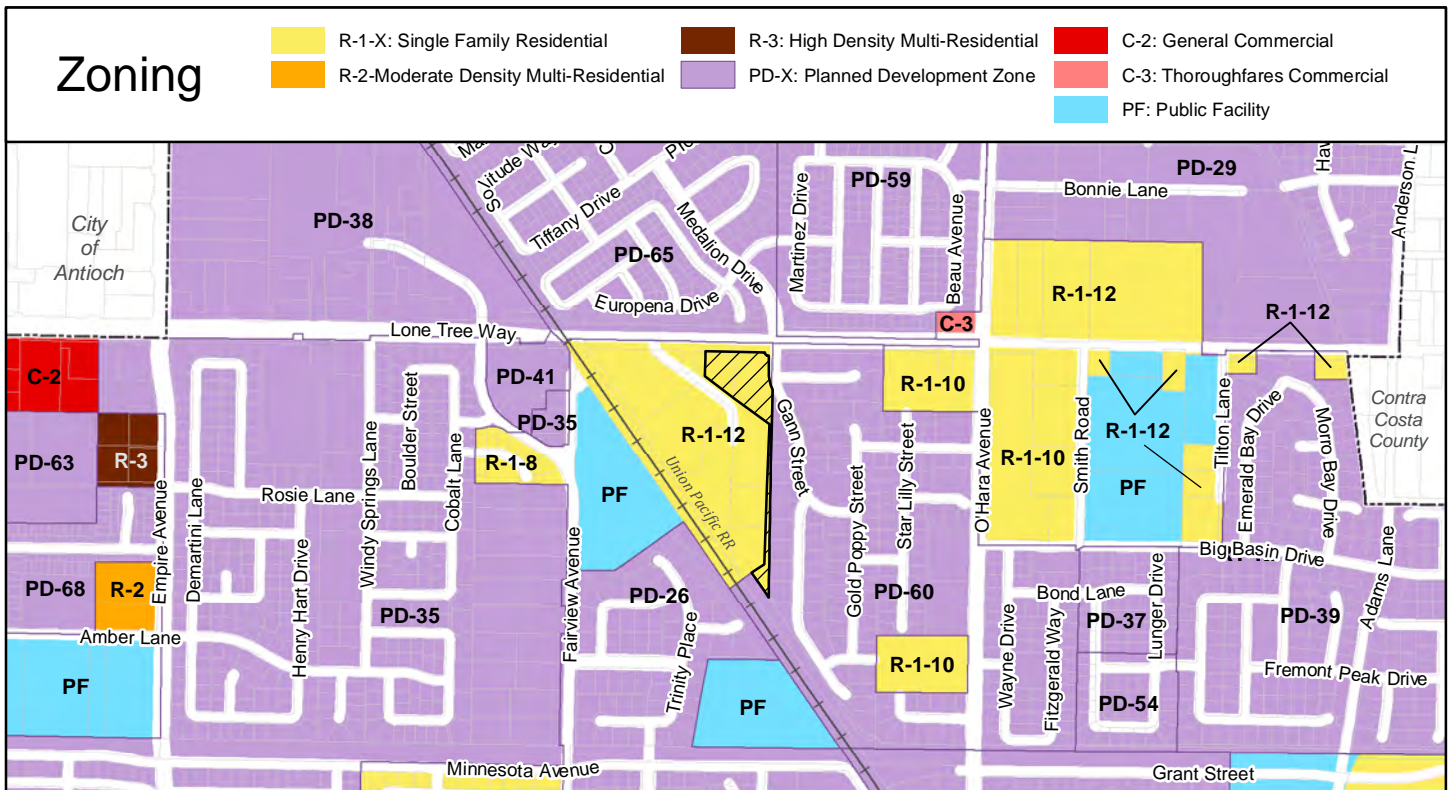 Zoning
R-1-X: Single Family Residential
R-2-Moderate Density Multi-Residential
R-3: High Density Multi-Residential
PD-X: Planned Development Zone
C-2: General Commercial
C-3: Thoroughfares Commercial
PF: Public Facility
City
of
Antioch
PD-38
Vitude Way
Tiffany Drive
Medalion Drive
PD-65
Europena Drive
Martinez Drive
PD-59
Beau Avenue
C-3
Bonnie Lane
PD-29
R-1-12
R-1-12
Lone Tree Way
C-2
PD-63
R-3
PD-68
R-2
Amber Lane
PF
Empire Avenue
Demartini Lane
Rosie Lane
Henry Hart Drive
Windy Springs Lane
Boulder Street
Cobalt Lane
PD-35
PD-41
PD-35
R-1-8
Fairview Avenue
PF
R-1-12
Union Pacific RR
PD-26
Trinity Place
PF
Gann Street
Gold Poppy Street
Star Lilly Street
R-1-10
PD-60
R-1-10
O'Hara Avenue
R-1-10
Smith Road
R-1-12
PF
Tilton Lane
Emerald Bay Drive
Morro Bay Drive
Contra
Costa
County
Big Basin Drive
Adams Lane
Bond Lane
Wayne Drive
Fitzgerald Way
PD-37
Lunger Drive
PD-39
Fremont Peak Drive
PD-54
Minnesota Avenue
Grant Street